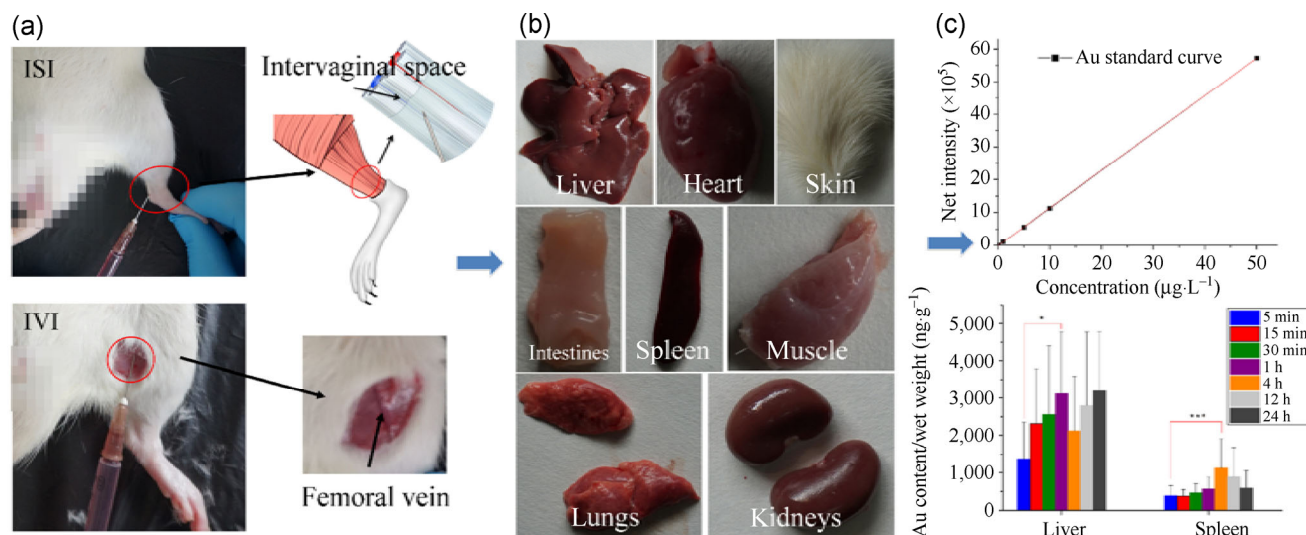 (a)
ISI
Intervaginal space
IVI
Femoral vein
(b)
Liver
Heart
Skin
Intestines
Spleen
Muscle
Lungs
Kidneys
(c)
Net intensity (×10⁵)
60
50
40
30
20
10
0
Au standard curve
0 10 20 30 40 50
Concentration (µg·L⁻¹)
Au content/wet weight (ng·g⁻¹)
5,000
4,000
3,000
2,000
1,000
0
*
***
5 min
15 min
30 min
1 h
4 h
12 h
24 h
Liver Spleen